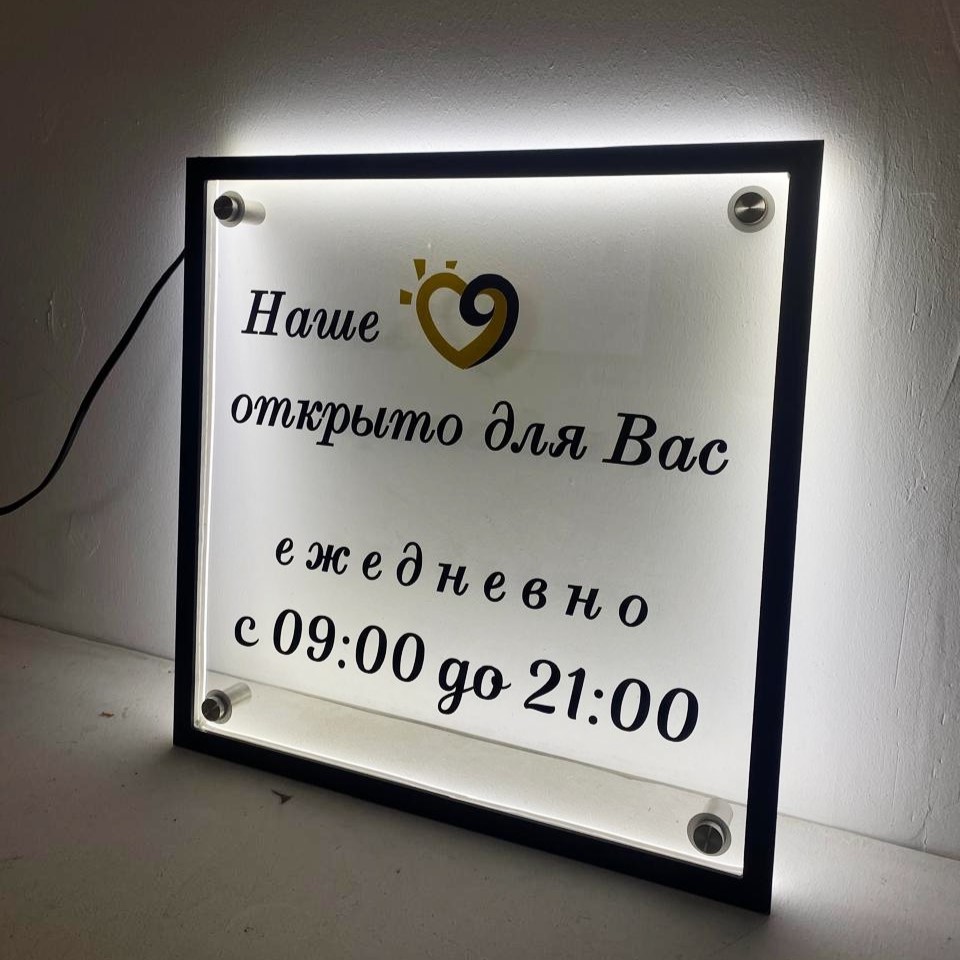 Наше
открыто для Вас
ежедневно
с 09:00 до 21:00